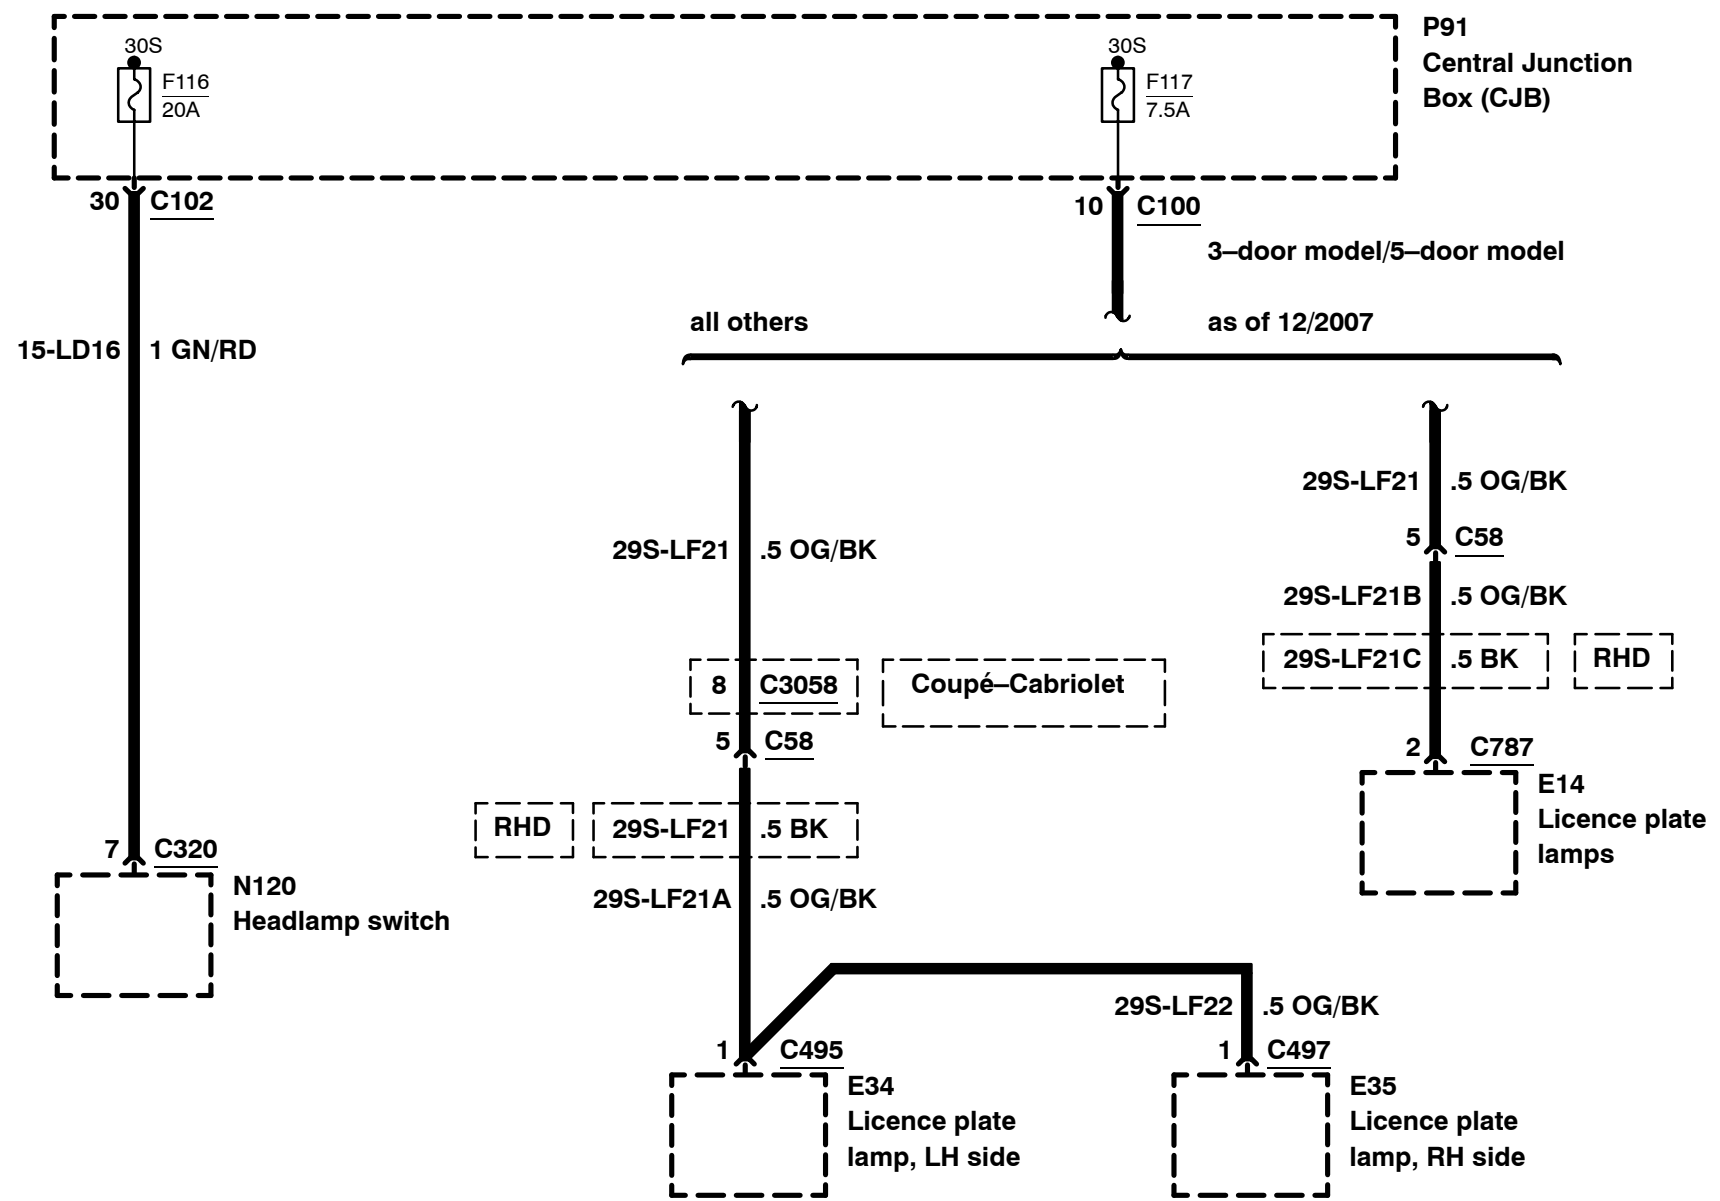 P91
Central Junction
Box (CJB)
30S
F116
20A
30S
F117
7.5A
30 C102
10 C100
3–door model/5–door model
all others
as of 12/2007
15-LD16 1 GN/RD
29S-LF21 .5 OG/BK
5 C58
29S-LF21 .5 OG/BK
29S-LF21B .5 OG/BK
29S-LF21C .5 BK
RHD
8 C3058
Coupé–Cabriolet
5 C58
2 C787
E14
Licence plate
lamps
RHD
29S-LF21 .5 BK
7 C320
N120
Headlamp switch
29S-LF21A .5 OG/BK
29S-LF22 .5 OG/BK
1 C495
1 C497
E34
Licence plate
lamp, LH side
E35
Licence plate
lamp, RH side